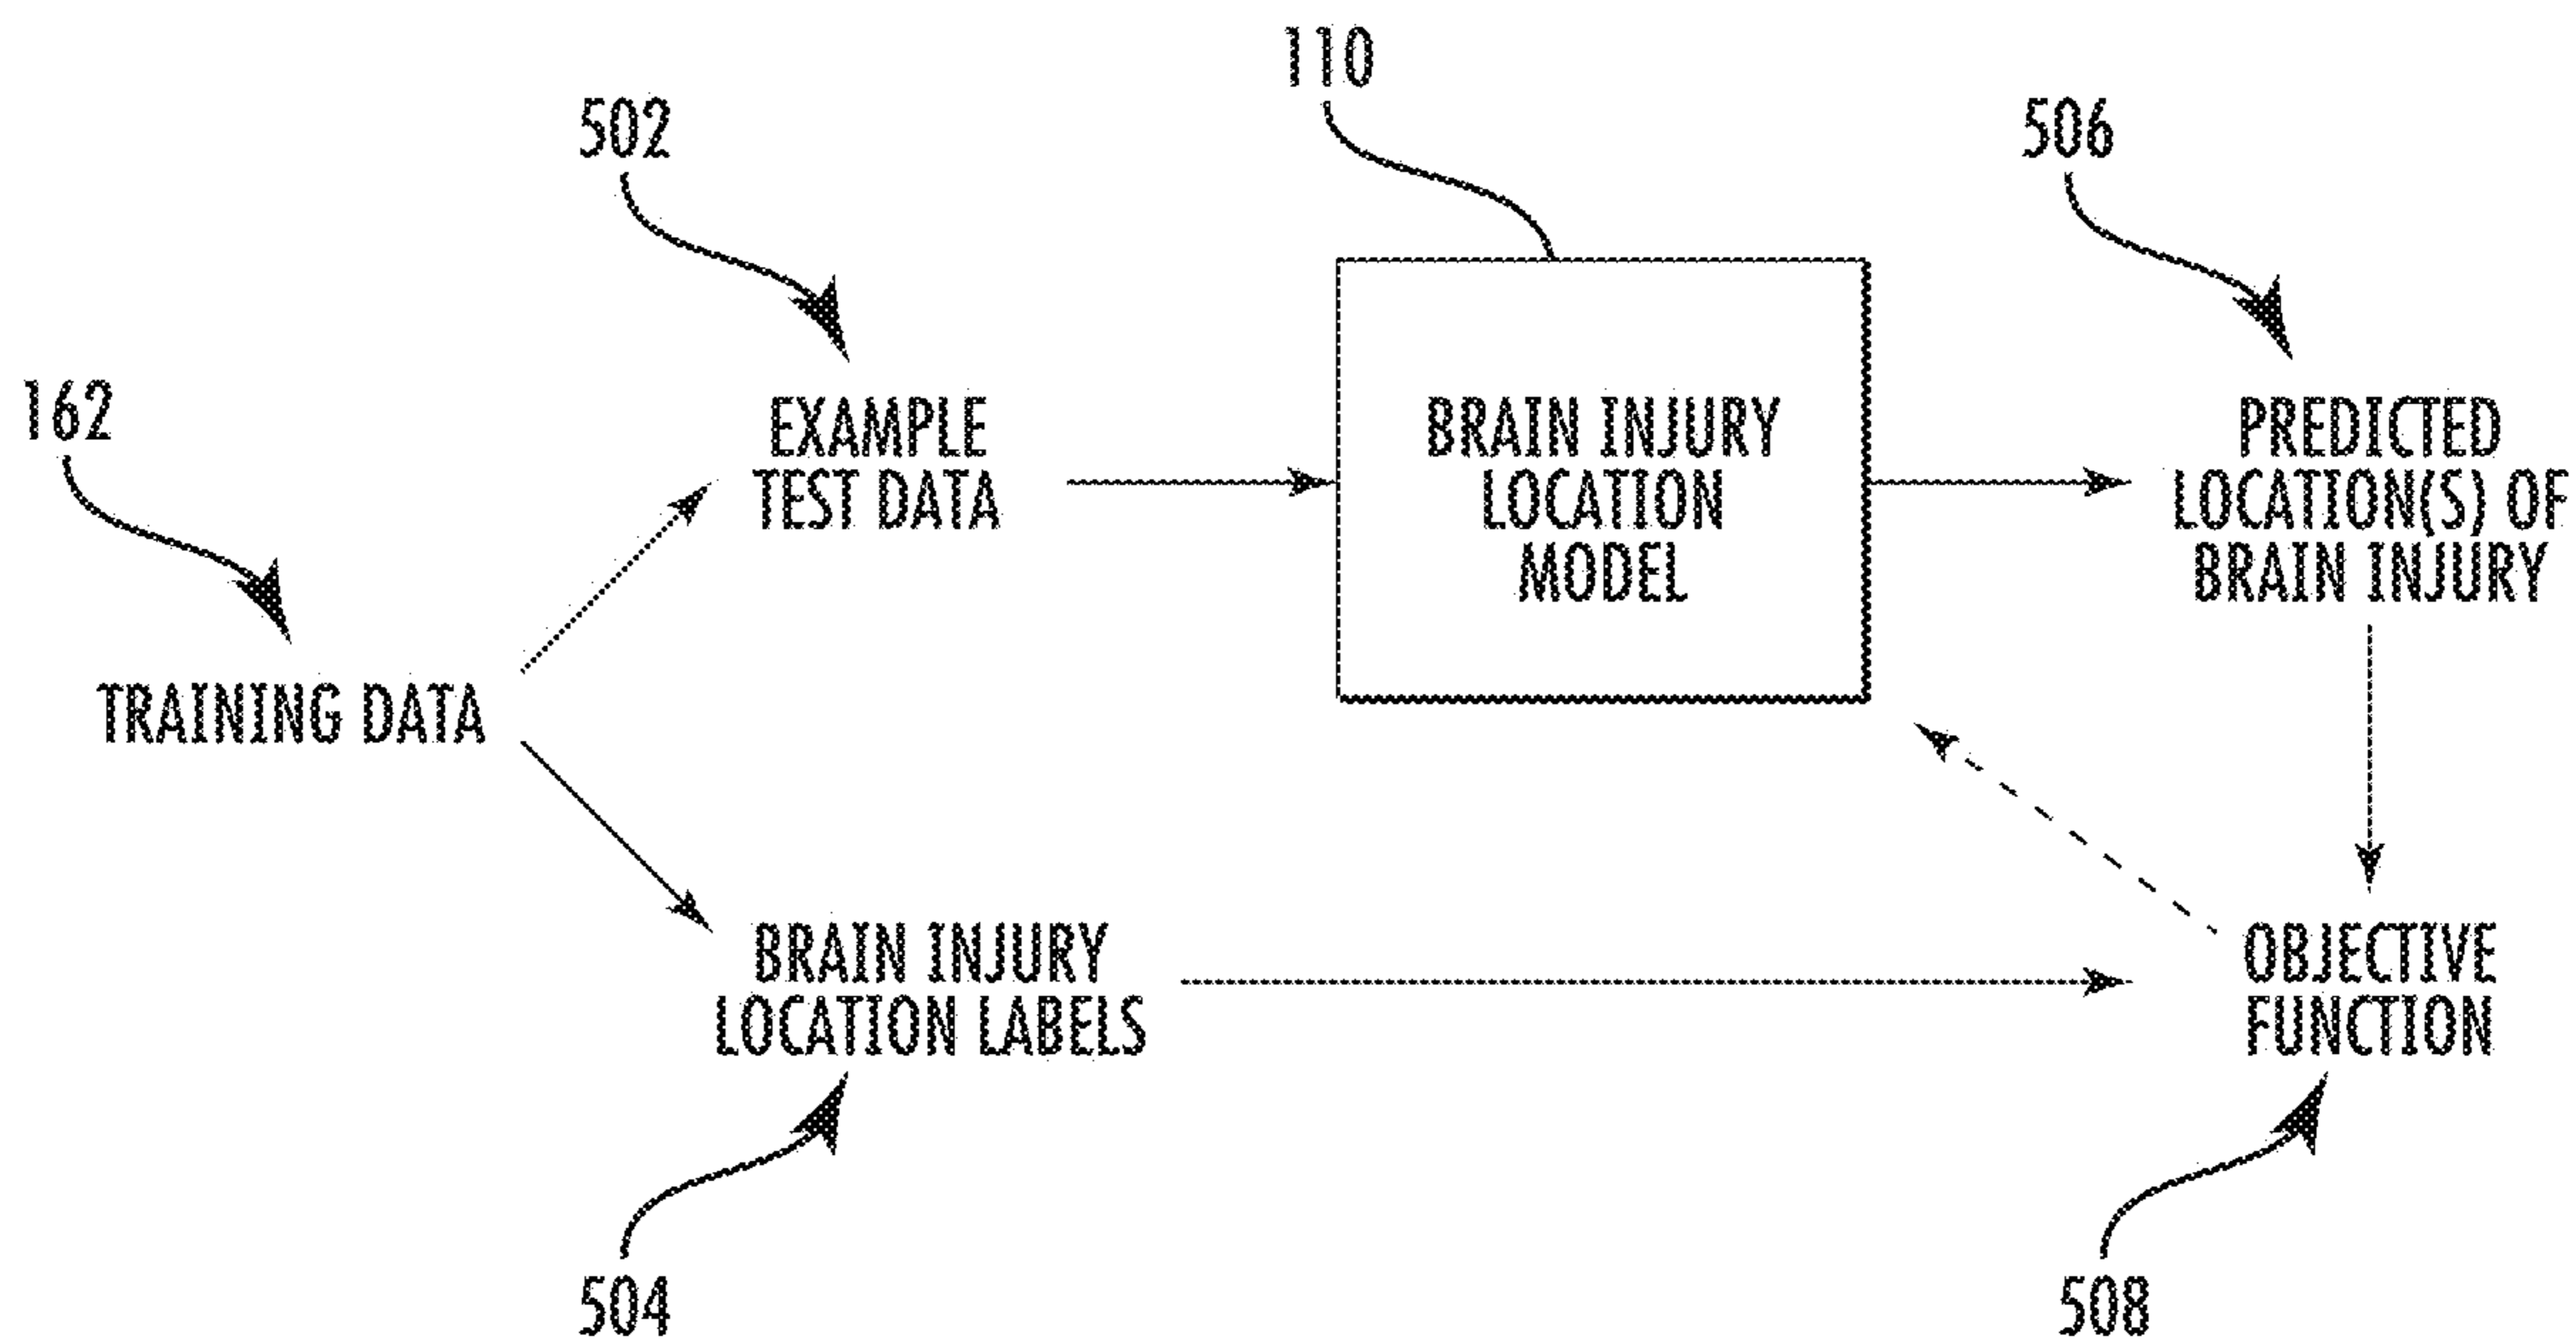 110
502
506
162
EXAMPLE
TEST DATA
BRAIN INJURY
LOCATION
MODEL
PREDICTED
LOCATION(S) OF
BRAIN INJURY
TRAINING DATA
BRAIN INJURY
LOCATION LABELS
OBJECTIVE
FUNCTION
504
508